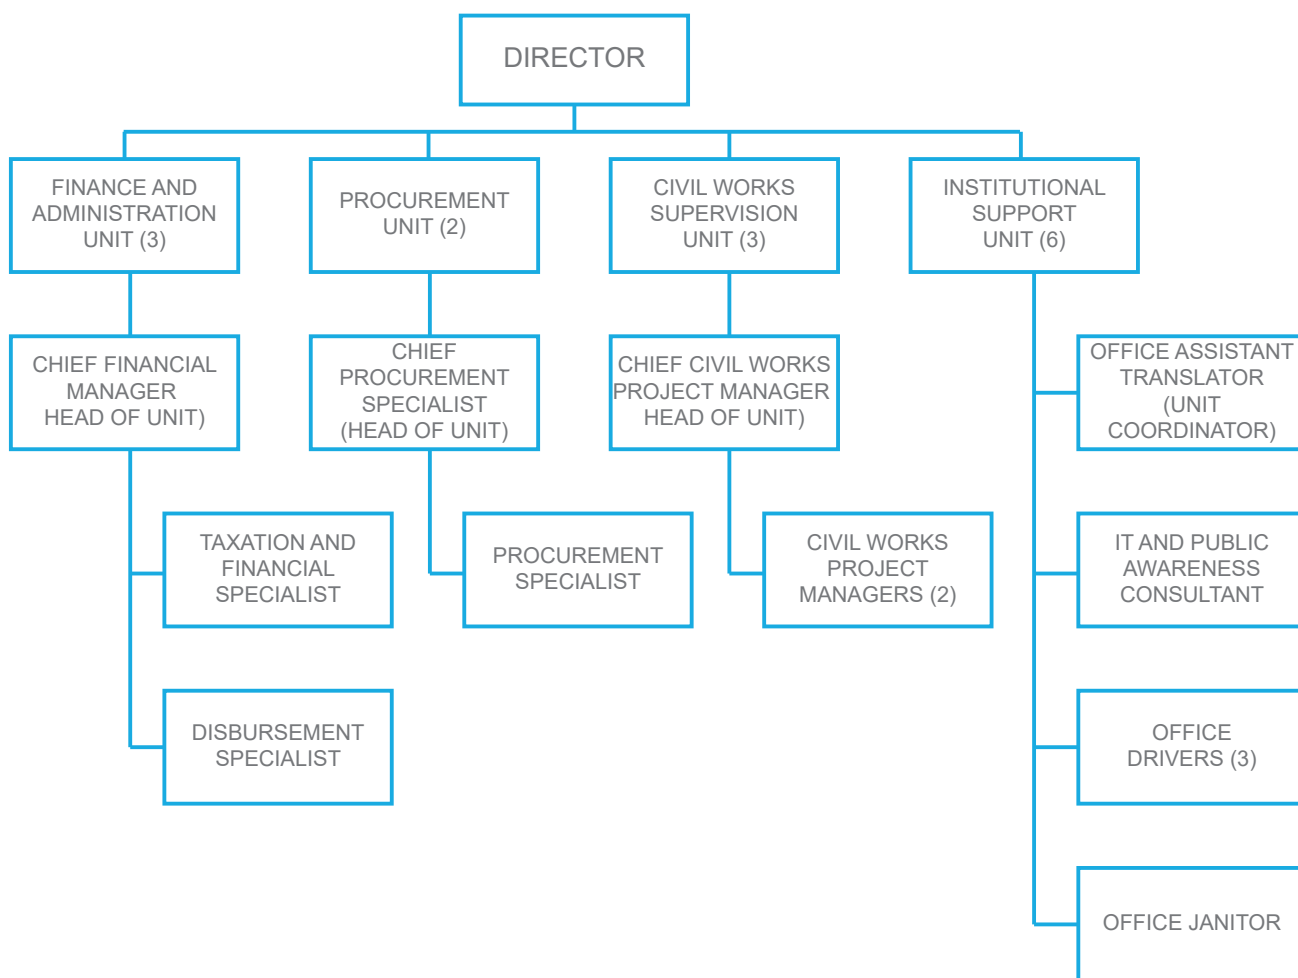 DIRECTOR
FINANCE AND
ADMINISTRATION
UNIT (3)
PROCUREMENT
UNIT (2)
CIVIL WORKS
SUPERVISION
UNIT (3)
INSTITUTIONAL
SUPPORT
UNIT (6)
CHIEF FINANCIAL
MANAGER
HEAD OF UNIT)
CHIEF
PROCUREMENT
SPECIALIST
(HEAD OF UNIT)
CHIEF CIVIL WORKS
PROJECT MANAGER
HEAD OF UNIT)
OFFICE ASSISTANT
TRANSLATOR
(UNIT
COORDINATOR)
TAXATION AND
FINANCIAL
SPECIALIST
PROCUREMENT
SPECIALIST
CIVIL WORKS
PROJECT
MANAGERS (2)
IT AND PUBLIC
AWARENESS
CONSULTANT
DISBURSEMENT
SPECIALIST
OFFICE
DRIVERS (3)
OFFICE JANITOR